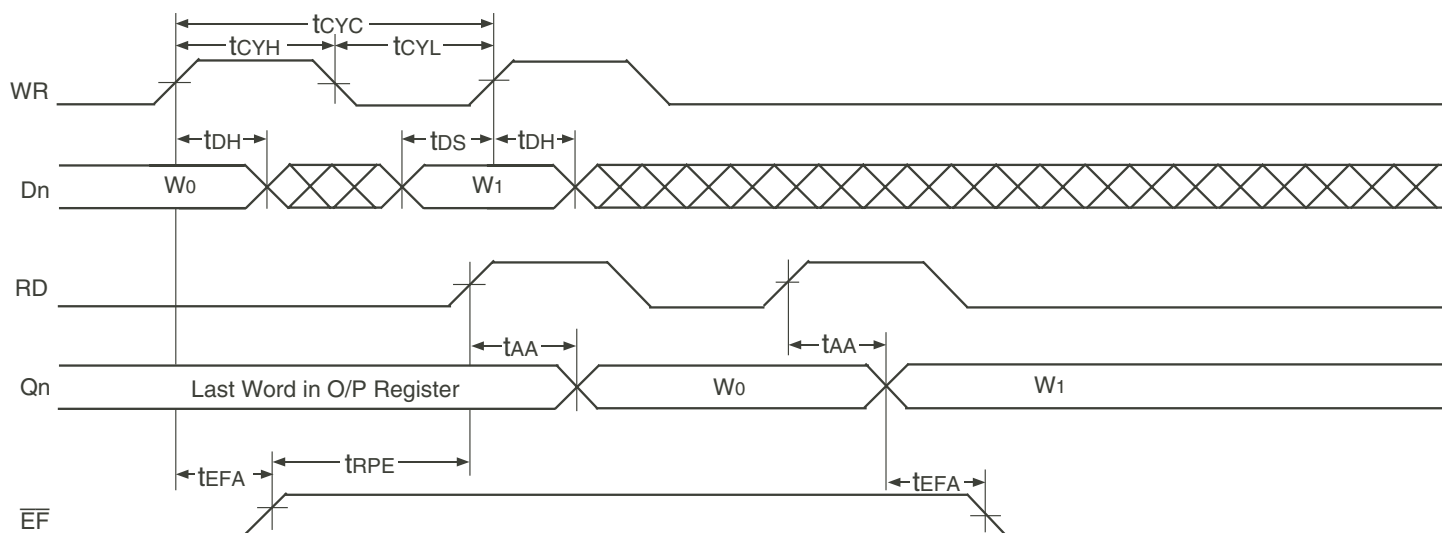 tCYC
tCYH tCYL
WR
tDH tDS tDH
Dn W0 W1
RD
tAA tAA
Qn Last Word in O/P Register W0 W1
tEFA tRPE tEFA
E̅F̅